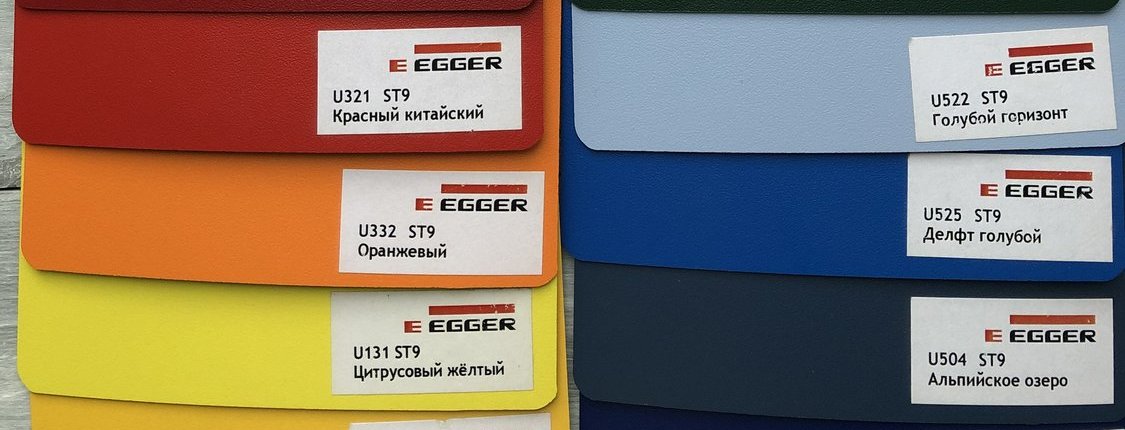 E EGGER
U321 ST9
Красный китайский
E EGGER
U332 ST9
Оранжевый
E EGGER
U131 ST9
Цитрусовый жёлтый
E EGGER
U522 ST9
Голубой горизонт
E EGGER
U525 ST9
Делфт голубой
E EGGER
U504 ST9
Альпийское озеро